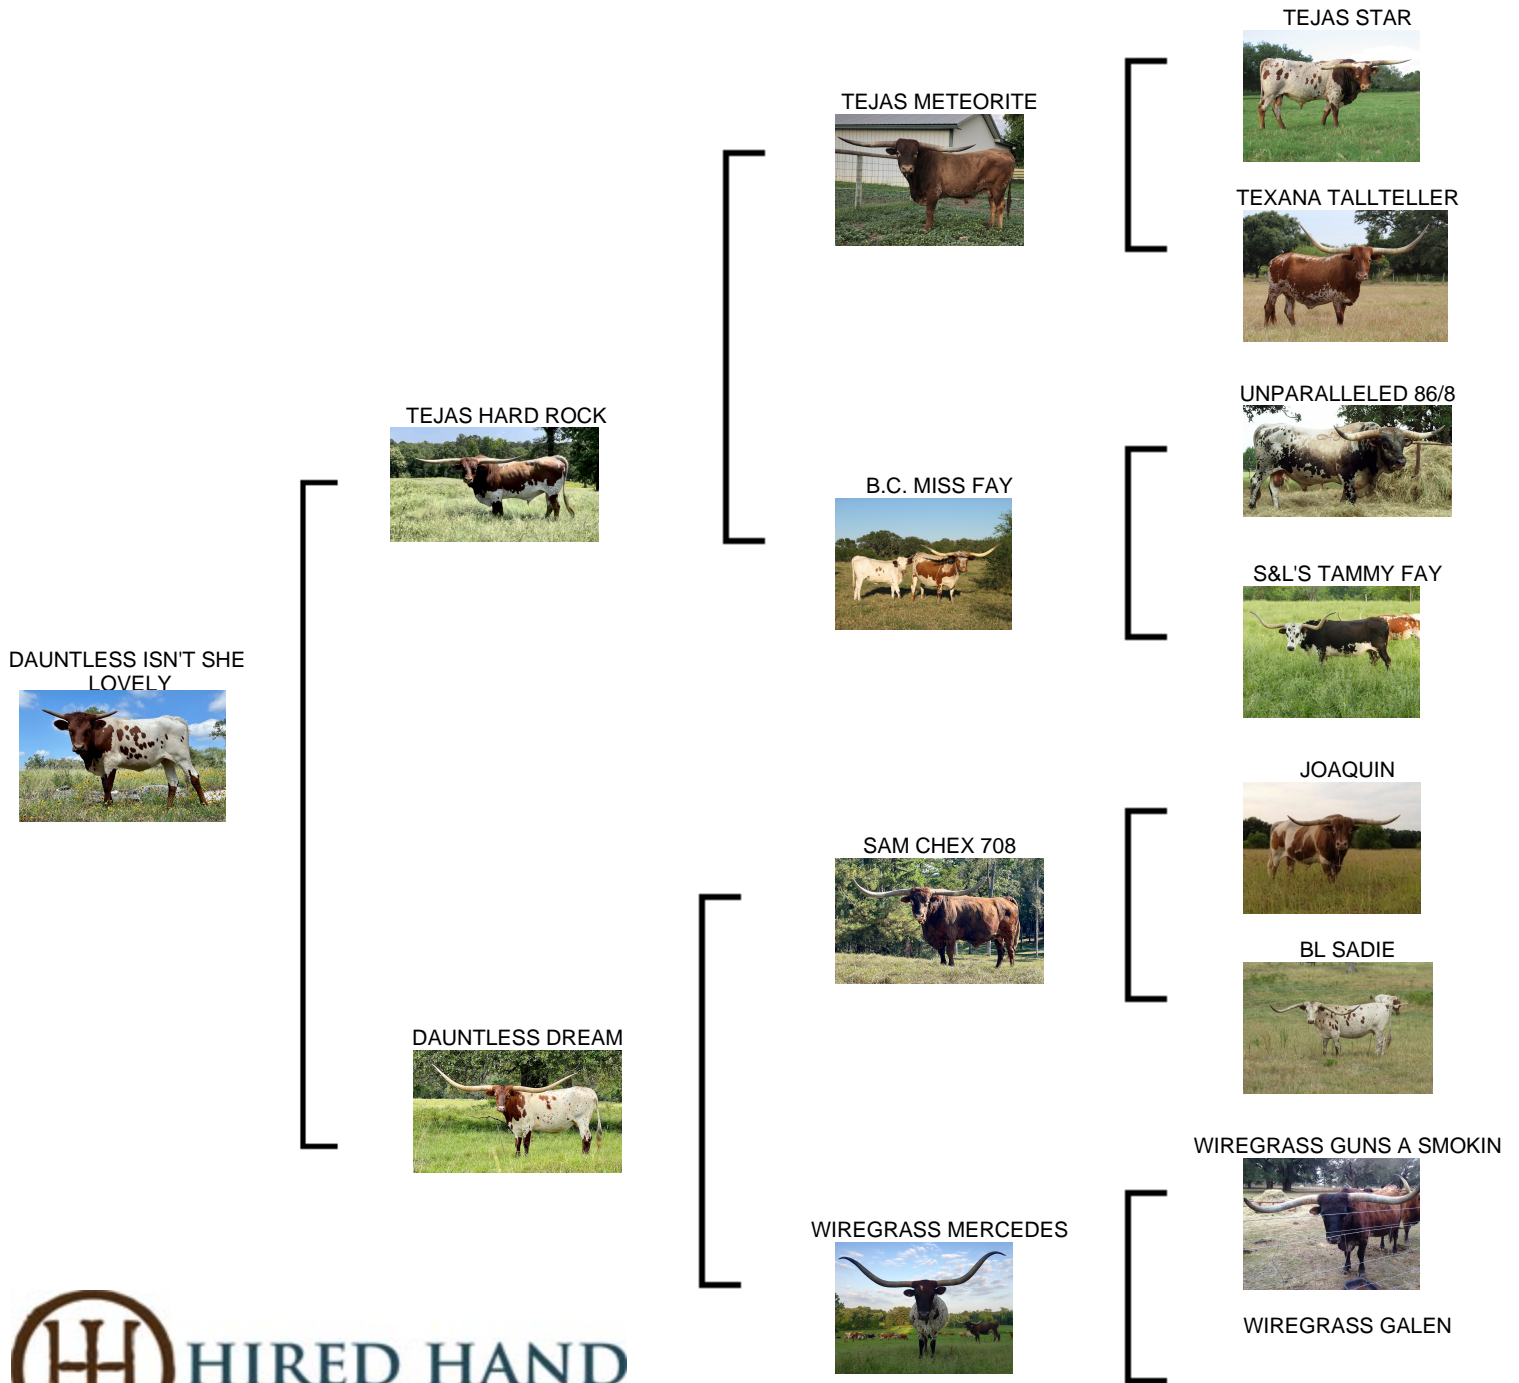 TEJAS STAR
TEJAS METEORITE
TEXANA TALLTELLER
UNPARALLELED 86/8
TEJAS HARD ROCK
B.C. MISS FAY
S&L'S TAMMY FAY
DAUNTLESS ISN'T SHE
LOVELY
JOAQUIN
SAM CHEX 708
BL SADIE
DAUNTLESS DREAM
WIREGRASS GUNS A SMOKIN
WIREGRASS MERCEDES
WIREGRASS GALEN
HIRED HAND